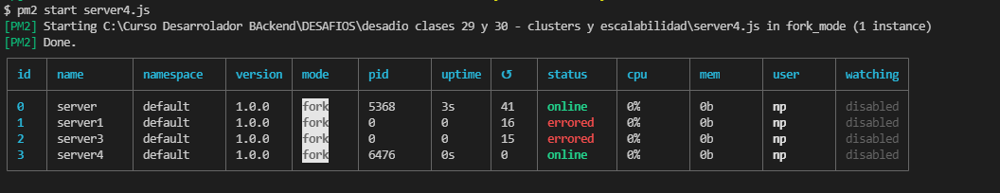 $ pm2 start server4.js
[PM2] Starting C:\Curso Desarrolador BAckend\DESAFIOS\desadio clases 29 y 30 - clusters y escalabilidad\server4.js in fork_mode (1 instance)
[PM2] Done.
id name namespace version mode pid uptime ↺ status cpu mem user watching
0 server default 1.0.0 fork 5368 3s 41 online 0% 0b np disabled
1 server1 default 1.0.0 fork 0 0 16 errored 0% 0b np disabled
2 server3 default 1.0.0 fork 0 0 15 errored 0% 0b np disabled
3 server4 default 1.0.0 fork 6476 0s 0 online 0% 0b np disabled